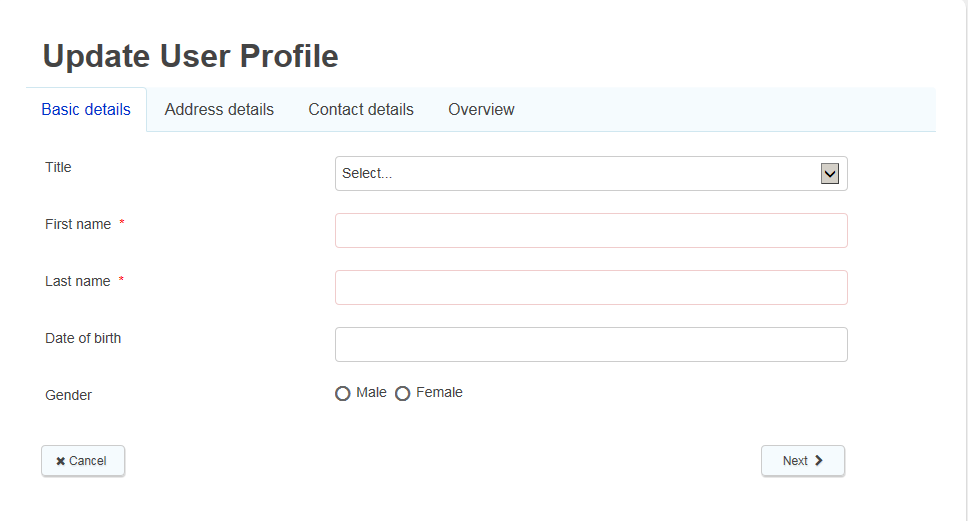 Update User Profile
Basic details Address details Contact details Overview
Title Select...
First name *
Last name *
Date of birth
Gender Male Female
✖ Cancel Next ❯